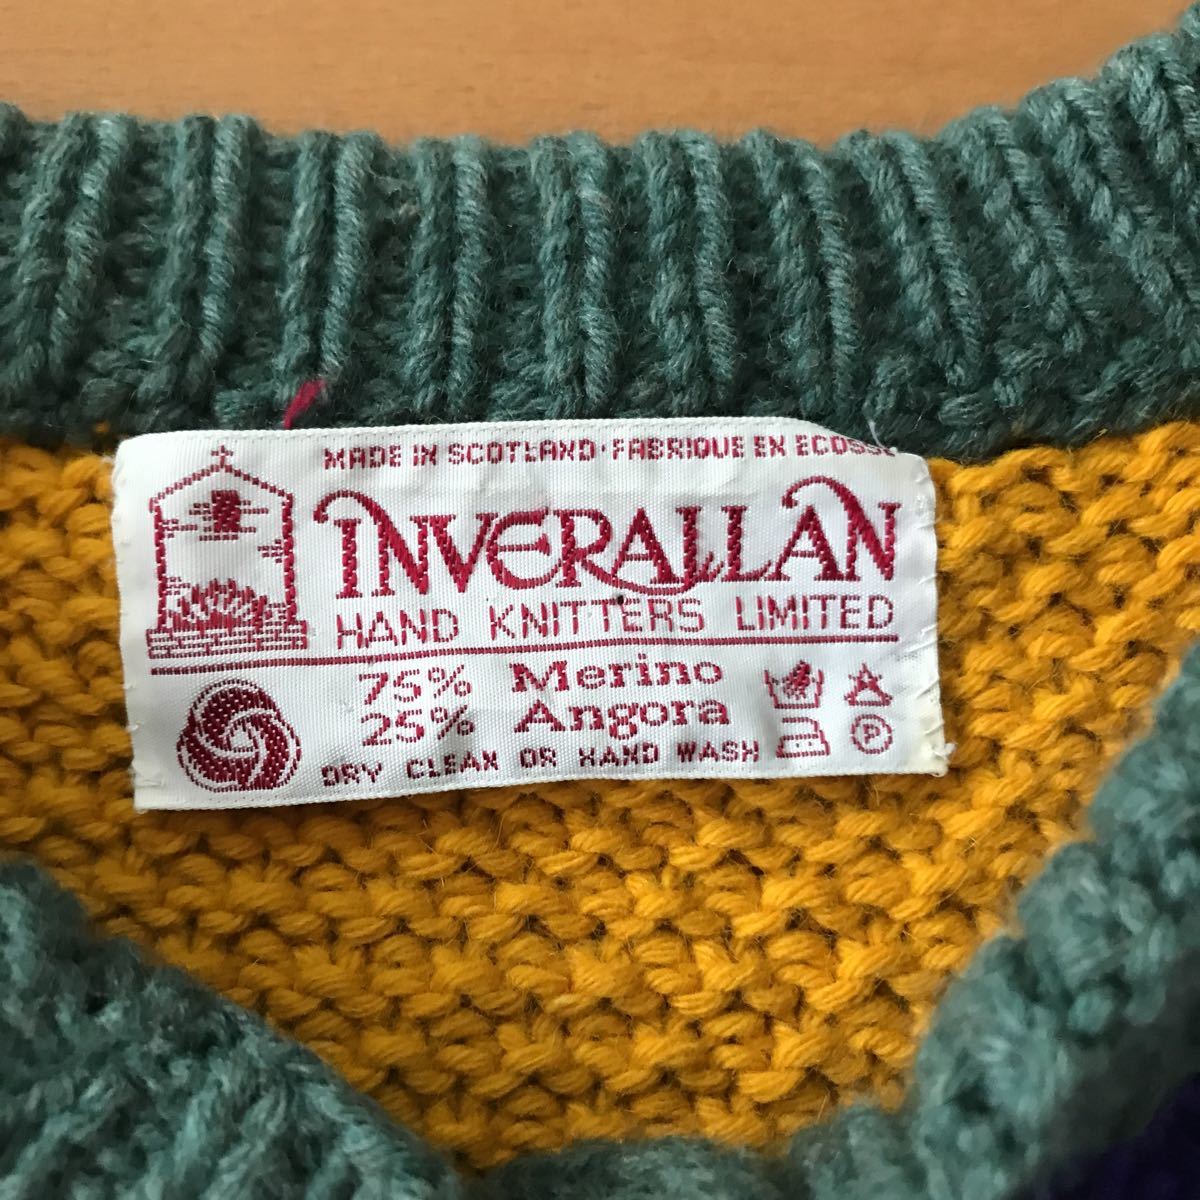 MADE IN SCOTLAND · FABRIQUE EN ECOSSE
INVERALLAN
HAND KNITTERS LIMITED
75% Merino
25% Angora
DRY CLEAN OR HAND WASH
P